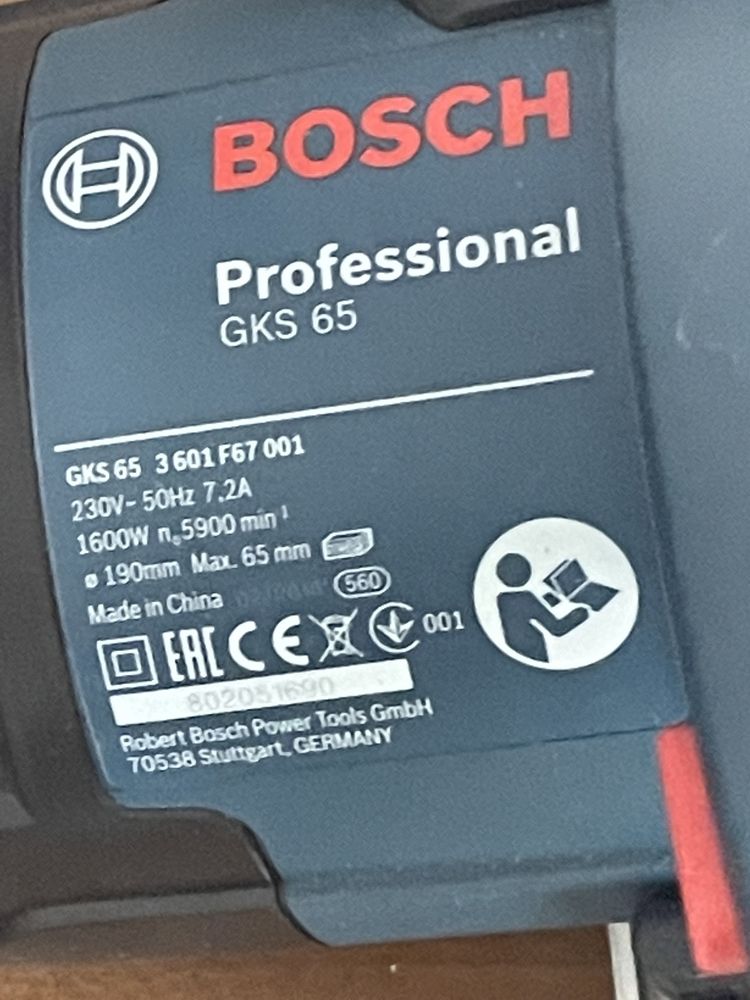 BOSCH
Professional
GKS 65
GKS 65 3 601 F67 001
230V~ 50Hz 7.2A
1600W n₀5900 min⁻¹
ø 190mm Max. 65 mm
Made in China 560
EAC CE 001
802051690
Robert Bosch Power Tools GmbH
70538 Stuttgart, GERMANY